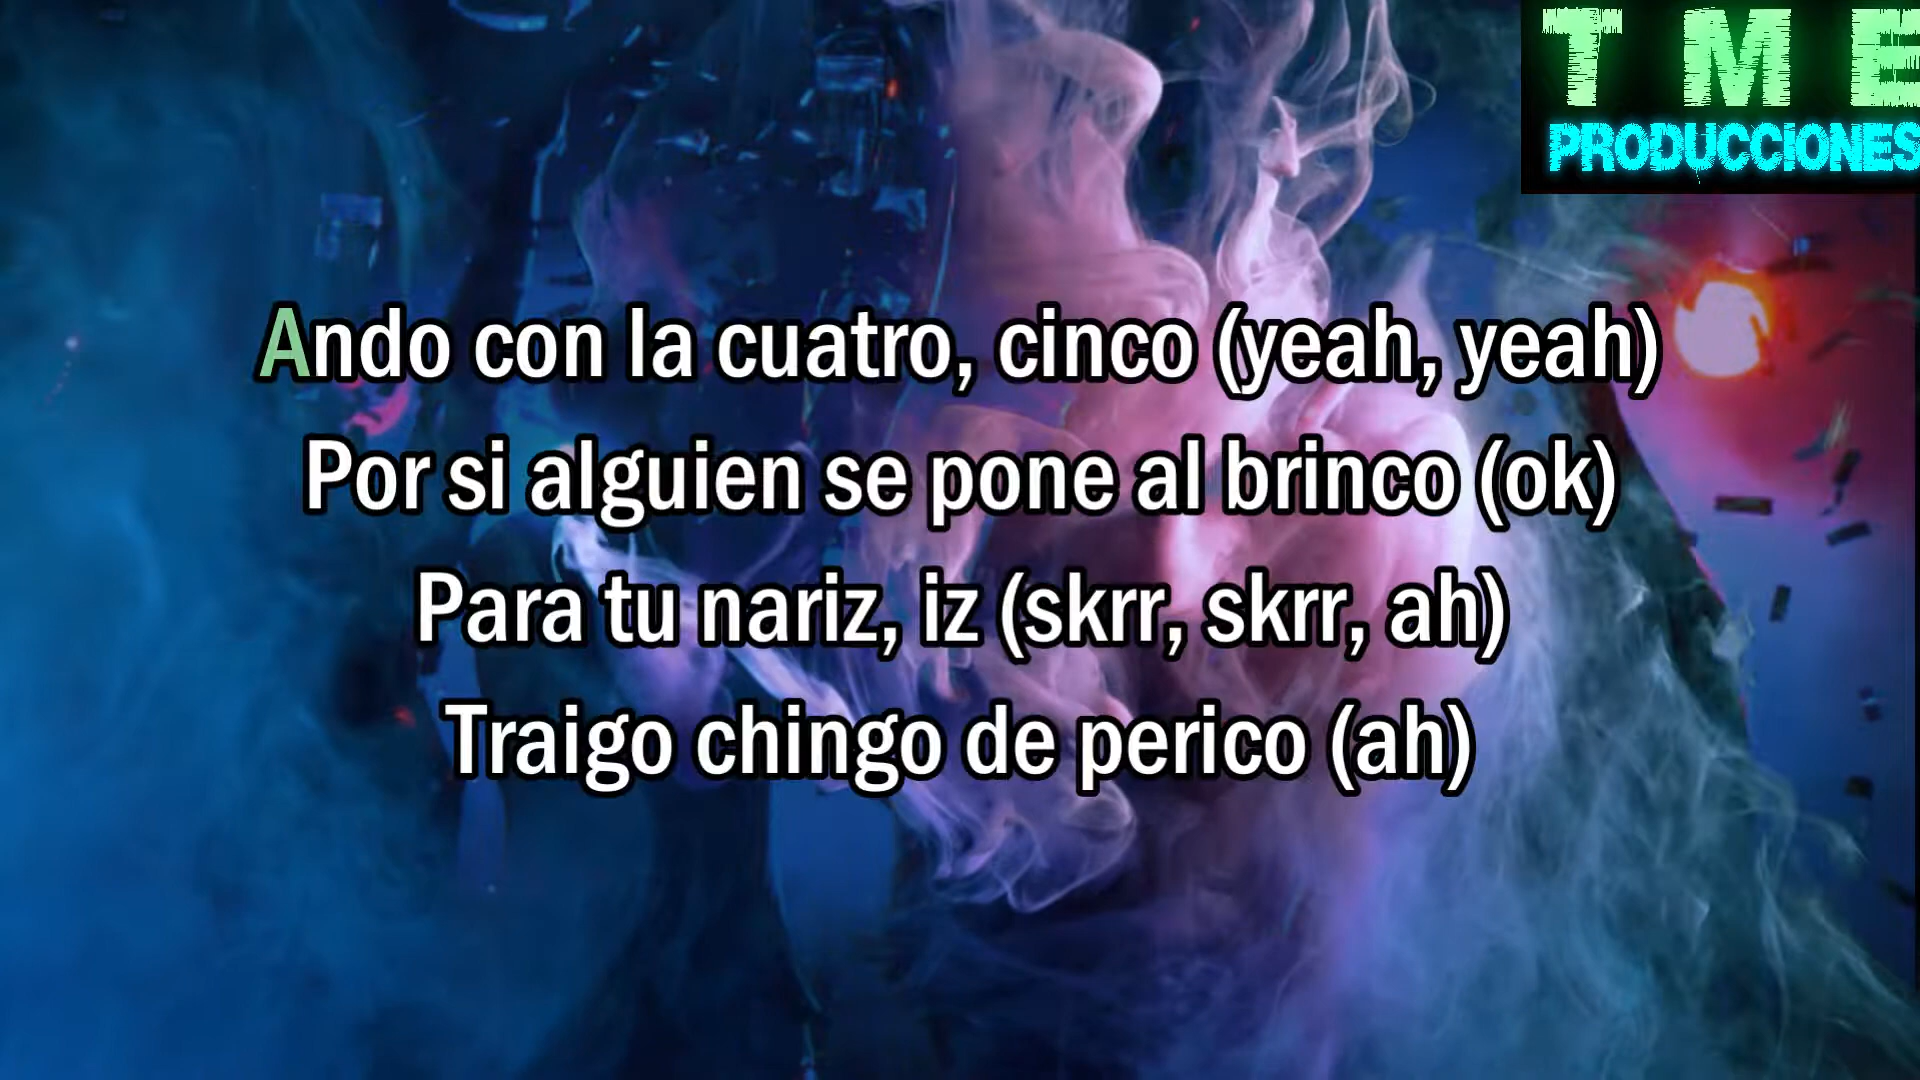 T M E
PRODUCCIONES
Ando con la cuatro, cinco (yeah, yeah)
Por si alguien se pone al brinco (ok)
Para tu nariz, iz (skrr, skrr, ah)
Traigo chingo de perico (ah)